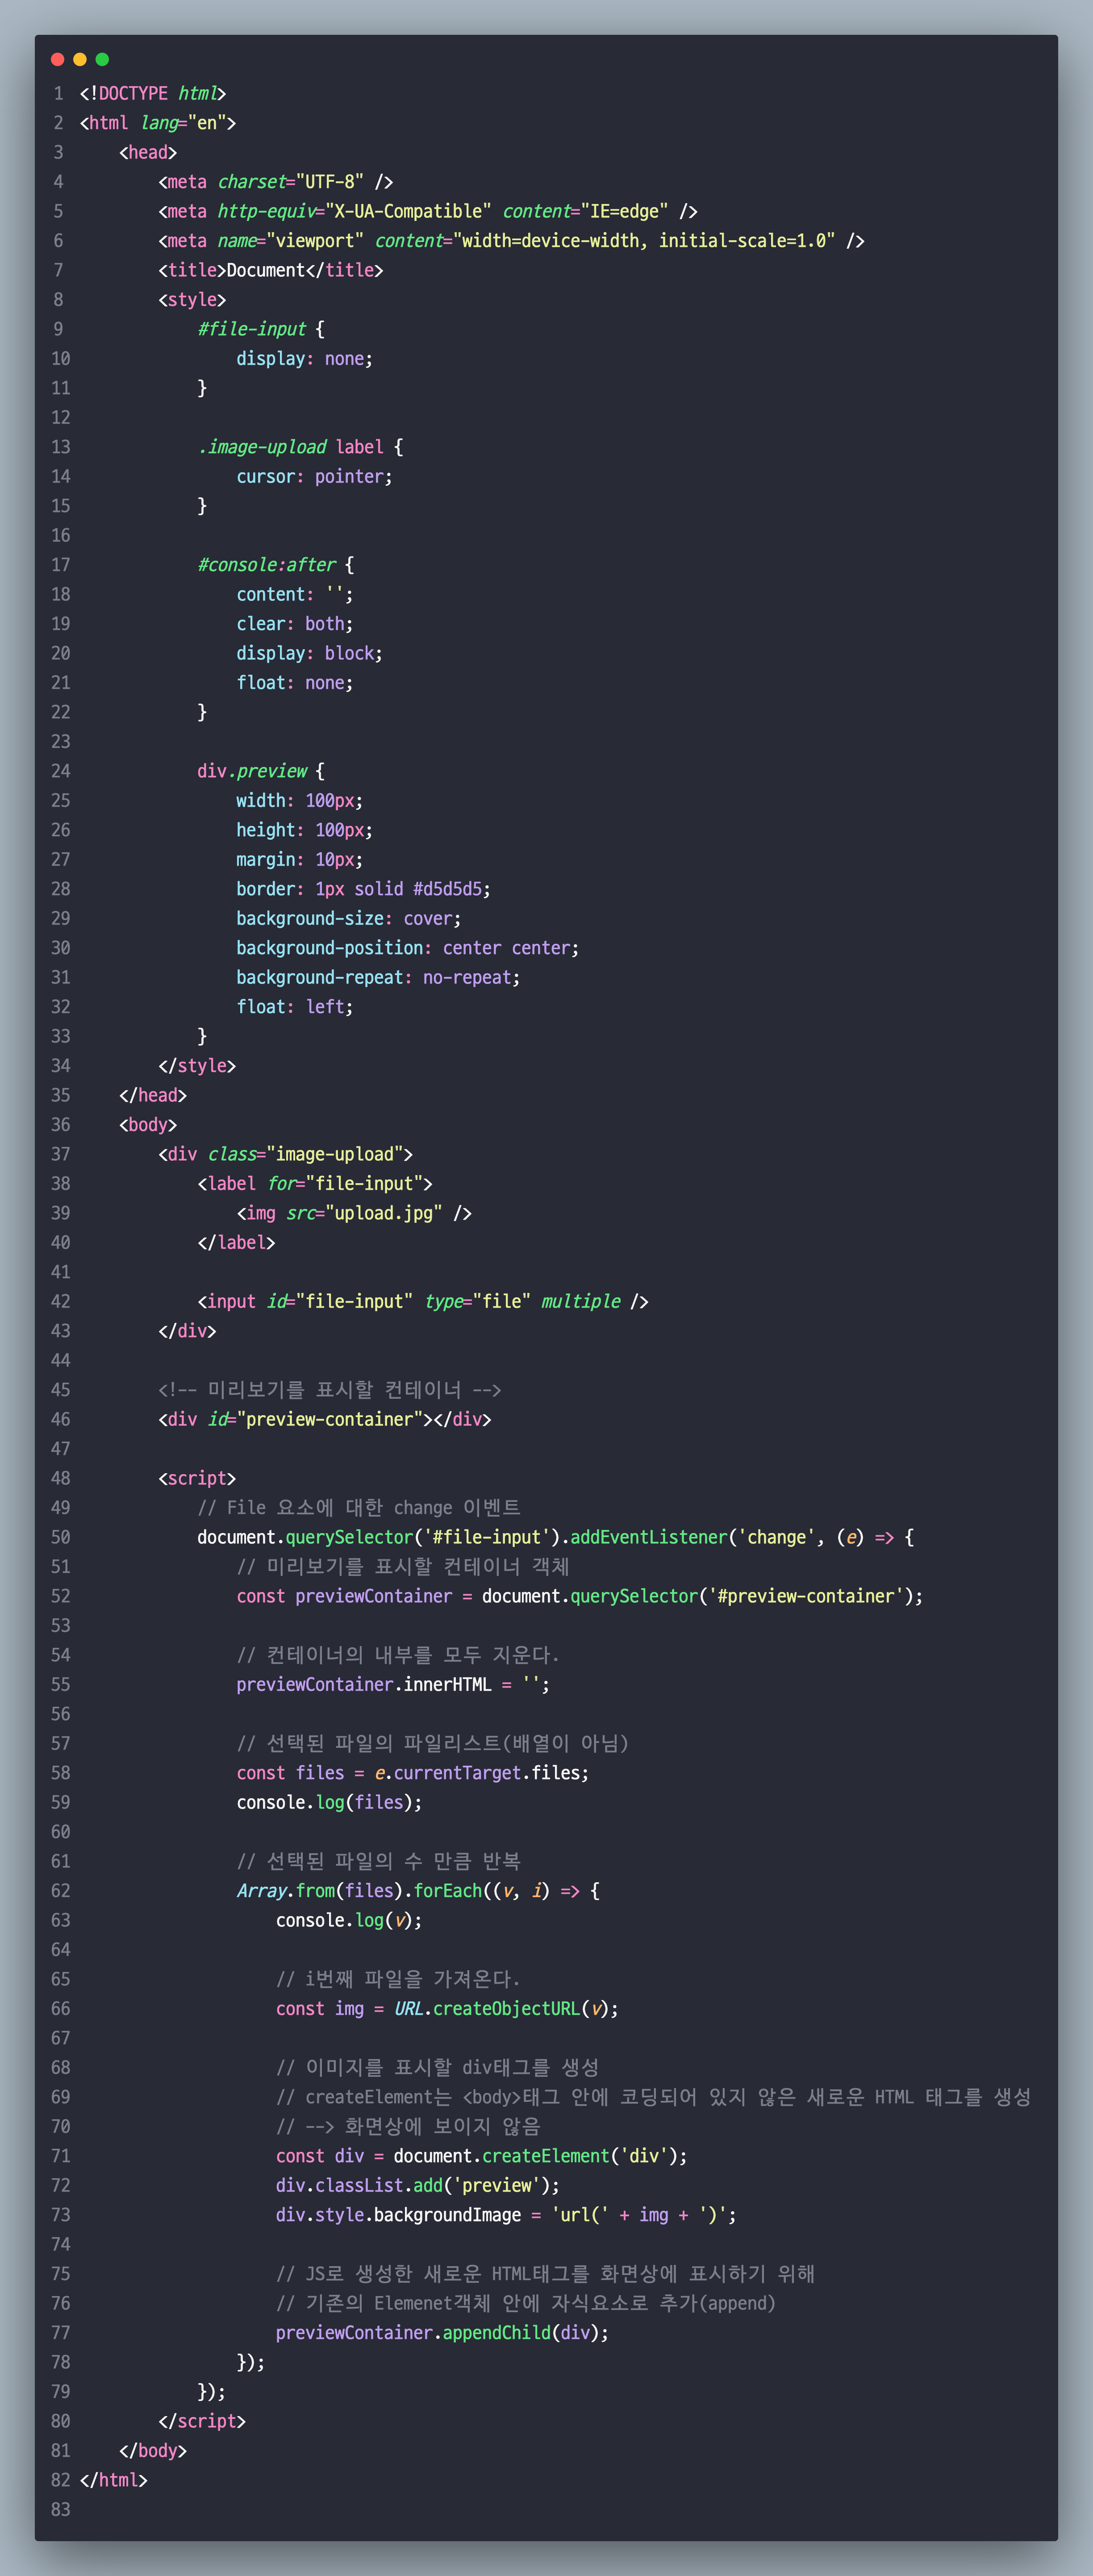 1 <!DOCTYPE html>
2 <html lang="en">
3     <head>
4         <meta charset="UTF-8" />
5         <meta http-equiv="X-UA-Compatible" content="IE=edge" />
6         <meta name="viewport" content="width=device-width, initial-scale=1.0" />
7         <title>Document</title>
8         <style>
9             #file-input {
10                 display: none;
11             }
12
13             .image-upload label {
14                 cursor: pointer;
15             }
16
17             #console:after {
18                 content: '';
19                 clear: both;
20                 display: block;
21                 float: none;
22             }
23
24             div.preview {
25                 width: 100px;
26                 height: 100px;
27                 margin: 10px;
28                 border: 1px solid #d5d5d5;
29                 background-size: cover;
30                 background-position: center center;
31                 background-repeat: no-repeat;
32                 float: left;
33             }
34         </style>
35     </head>
36     <body>
37         <div class="image-upload">
38             <label for="file-input">
39                 <img src="upload.jpg" />
40             </label>
41
42             <input id="file-input" type="file" multiple />
43         </div>
44
45         <!-- 미리보기를 표시할 컨테이너 -->
46         <div id="preview-container"></div>
47
48         <script>
49             // File 요소에 대한 change 이벤트
50             document.querySelector('#file-input').addEventListener('change', (e) => {
51                 // 미리보기를 표시할 컨테이너 객체
52                 const previewContainer = document.querySelector('#preview-container');
53
54                 // 컨테이너의 내부를 모두 지운다.
55                 previewContainer.innerHTML = '';
56
57                 // 선택된 파일의 파일리스트(배열이 아님)
58                 const files = e.currentTarget.files;
59                 console.log(files);
60
61                 // 선택된 파일의 수 만큼 반복
62                 Array.from(files).forEach((v, i) => {
63                     console.log(v);
64
65                     // i번째 파일을 가져온다.
66                     const img = URL.createObjectURL(v);
67
68                     // 이미지를 표시할 div태그를 생성
69                     // createElement는 <body>태그 안에 코딩되어 있지 않은 새로운 HTML 태그를 생성
70                     // --> 화면상에 보이지 않음
71                     const div = document.createElement('div');
72                     div.classList.add('preview');
73                     div.style.backgroundImage = 'url(' + img + ')';
74
75                     // JS로 생성한 새로운 HTML태그를 화면상에 표시하기 위해
76                     // 기존의 Elemenet객체 안에 자식요소로 추가(append)
77                     previewContainer.appendChild(div);
78                 });
79             });
80         </script>
81     </body>
82 </html>
83